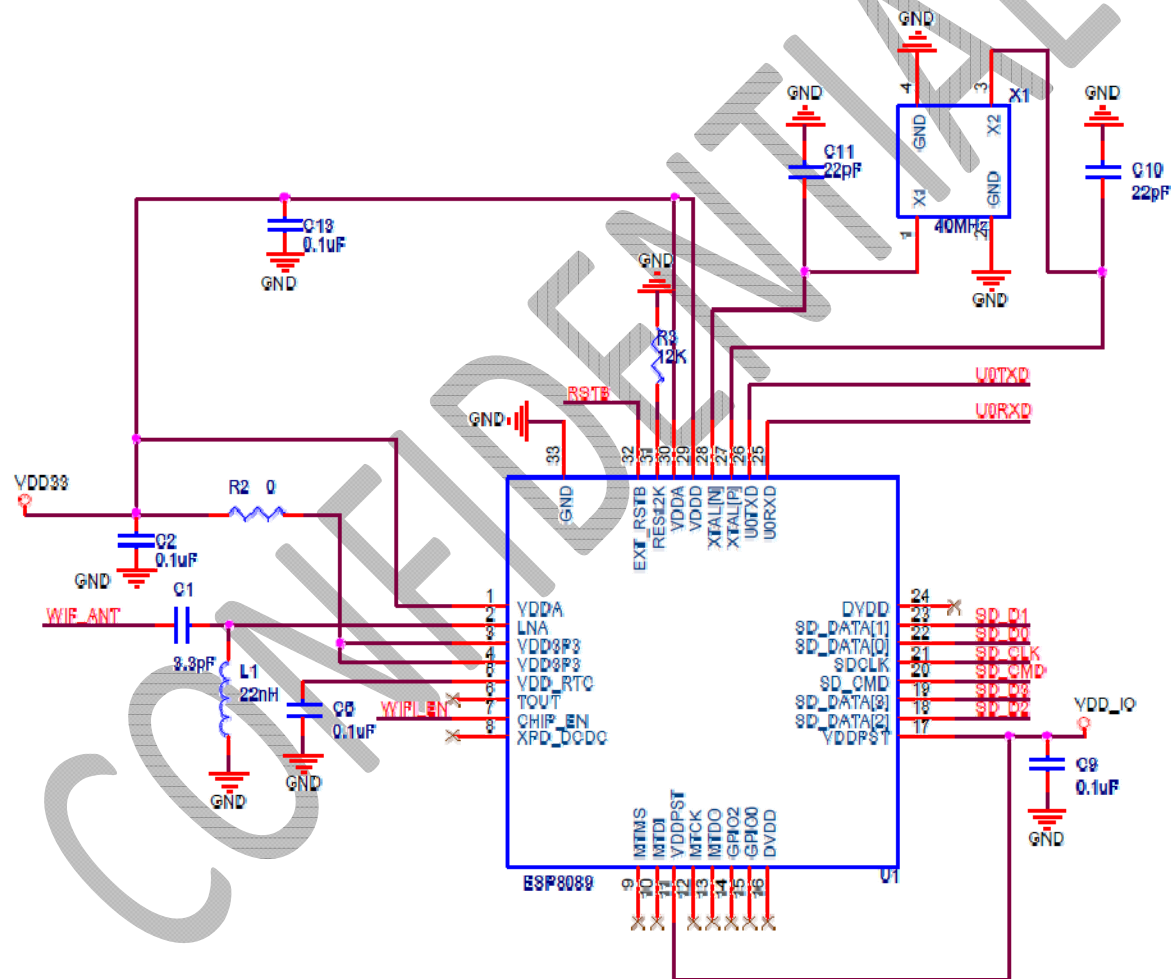 CONFIDENTIAL
GND
4
3
X1
GND
X2
X1
GND
1
2
40MHz
GND
GND
C11
22pF
GND
C10
22pF
C13
0.1uF
GND
GND
R3
12K
RSTB
GND
U0TXD
U0RXD
33
32
31
30
29
28
27
26
25
GND
EXT_RSTB
RES12K
VDDA
VDDD
XTAL[N]
XTAL[P]
U0TXD
U0RXD
VDD33
R2 0
C2
0.1uF
GND
C1
WIF_ANT
3.3pF
L1
22nH
GND
C5
0.1uF
GND
WIFI_EN
1 VDDA
2 LNA
3 VDD3P3
4 VDD3P3
5 VDD_RTC
6 TOUT
7 CHIP_EN
8 XPD_DCDC
DVDD 24
SD_DATA[1] 23 SD_D1
SD_DATA[0] 22 SD_D0
SDCLK 21 SD_CLK
SD_CMD 20 SD_CMD
SD_DATA[3] 19 SD_D3
SD_DATA[2] 18 SD_D2
VDDPST 17
VDD_IO
C9
0.1uF
GND
MTMS
MTDI
VDDPST
MTCK
MTDO
GPIO2
GPIO0
DVDD
9
10
11
12
13
14
15
16
ESP8089
U1